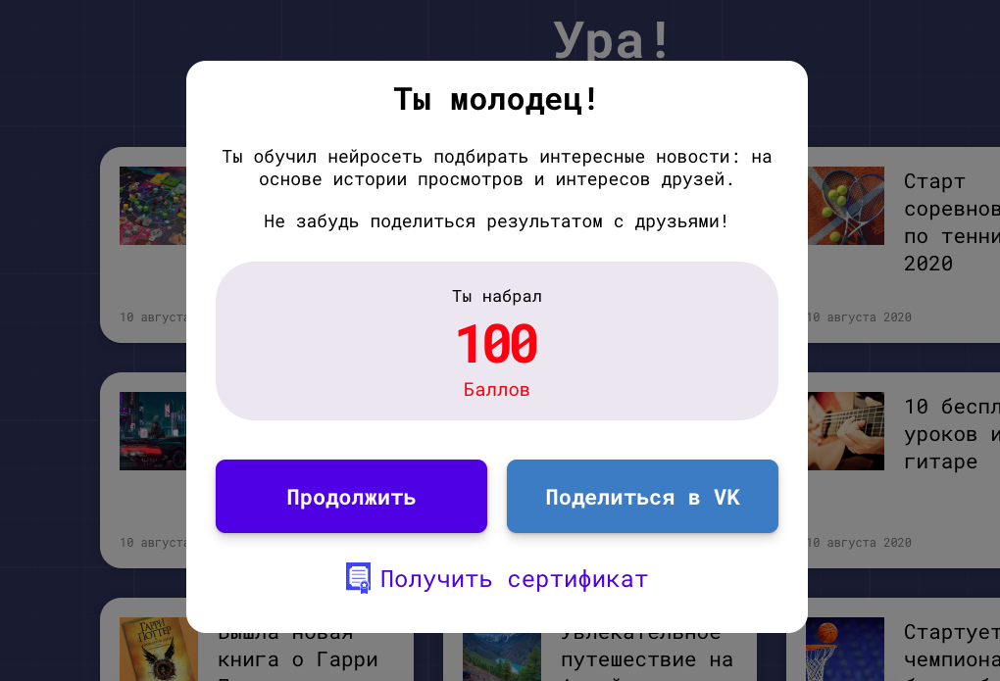 Ура!
Ты молодец!
Ты обучил нейросеть подбирать интересные новости: на
основе истории просмотров и интересов друзей.
Не забудь поделиться результатом с друзьями!
Ты набрал
100
Баллов
Продолжить
Поделиться в VK
Получить сертификат
Старт
по тенни
2020
10 августа
10 августа 2020
10 беспл
уроков и
гитаре
10 августа
10 августа 2020
ГАРРИ
ПОТТЕР
Вышла новая
книга о Гарри
Увлекательное
путешествие на
Стартует
чемпиона